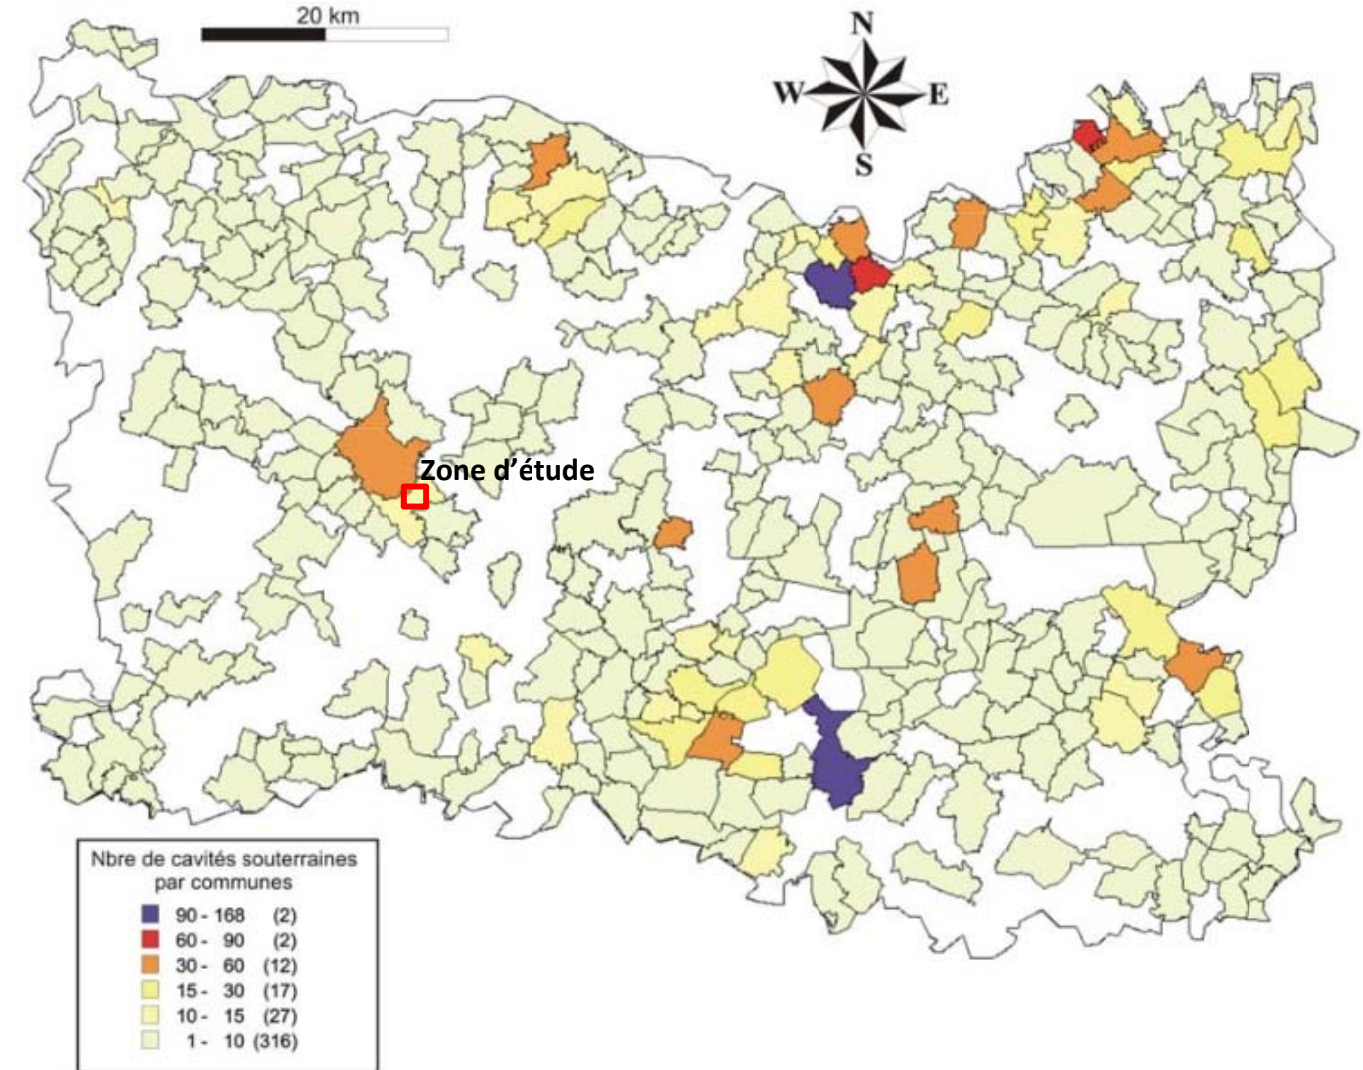 20 km
N
W E
S
Zone d'étude
Nbre de cavités souterraines
par communes
90 - 168 (2)
60 - 90 (2)
30 - 60 (12)
15 - 30 (17)
10 - 15 (27)
1 - 10 (316)